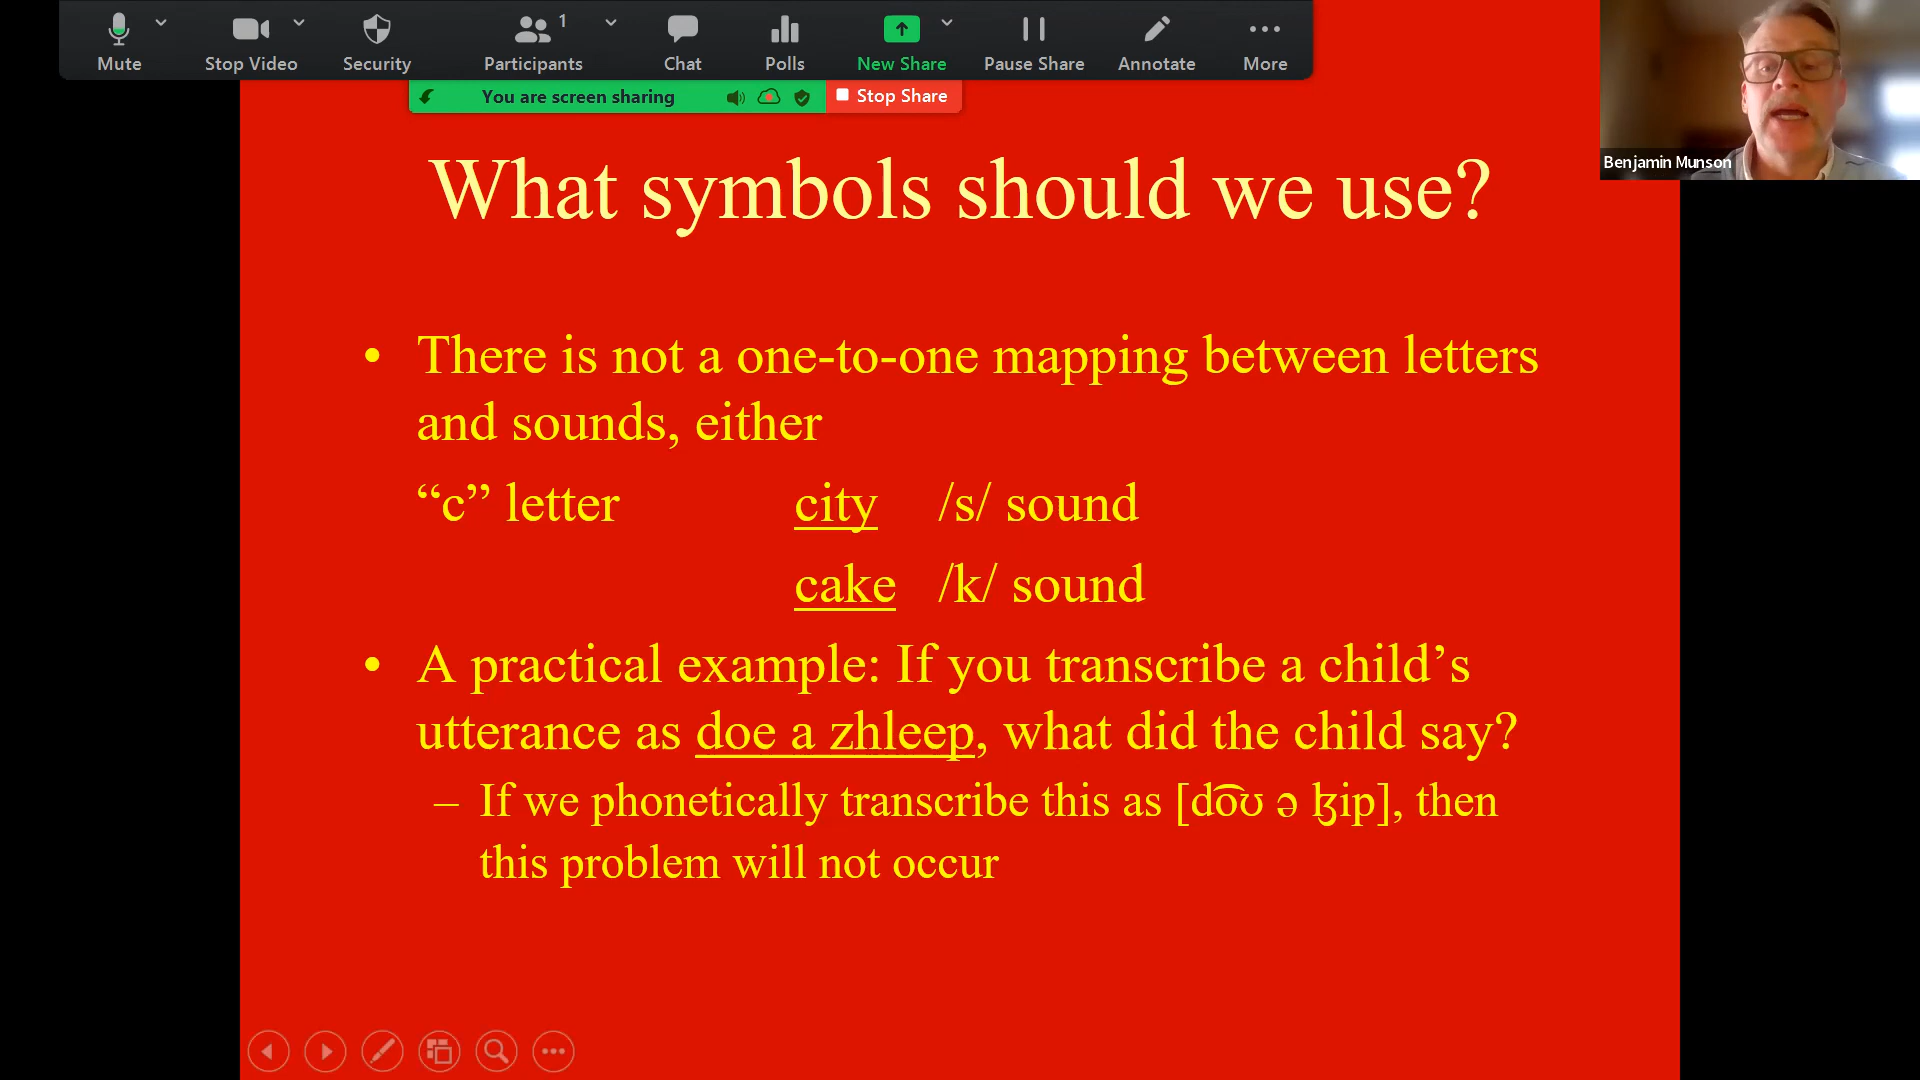 Mute
Stop Video
Security
1
Participants
Chat
Polls
New Share
Pause Share
Annotate
More
You are screen sharing
Stop Share
Benjamin Munson
What symbols should we use?
• There is not a one-to-one mapping between letters
and sounds, either
“c” letter city /s/ sound
cake /k/ sound
• A practical example: If you transcribe a child’s
utterance as doe a zhleep, what did the child say?
– If we phonetically transcribe this as [do͡ʊ ə ɮip], then
this problem will not occur